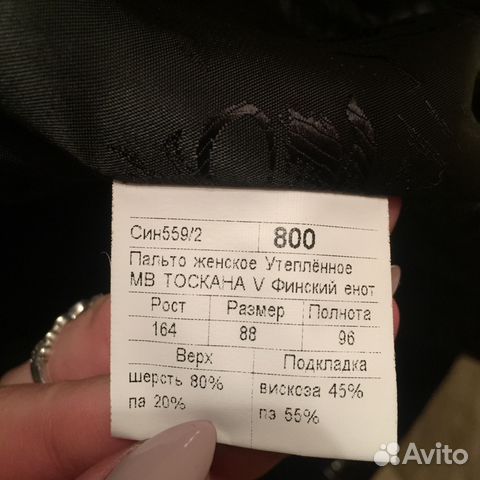 Син559/2 800
Пальто женское Утеплённое
МВ ТОСКАНА V Финский енот
Рост Размер Полнота
164 88 96
Верх Подкладка
шерсть 80% вискоза 45%
па 20% пэ 55%
Avito